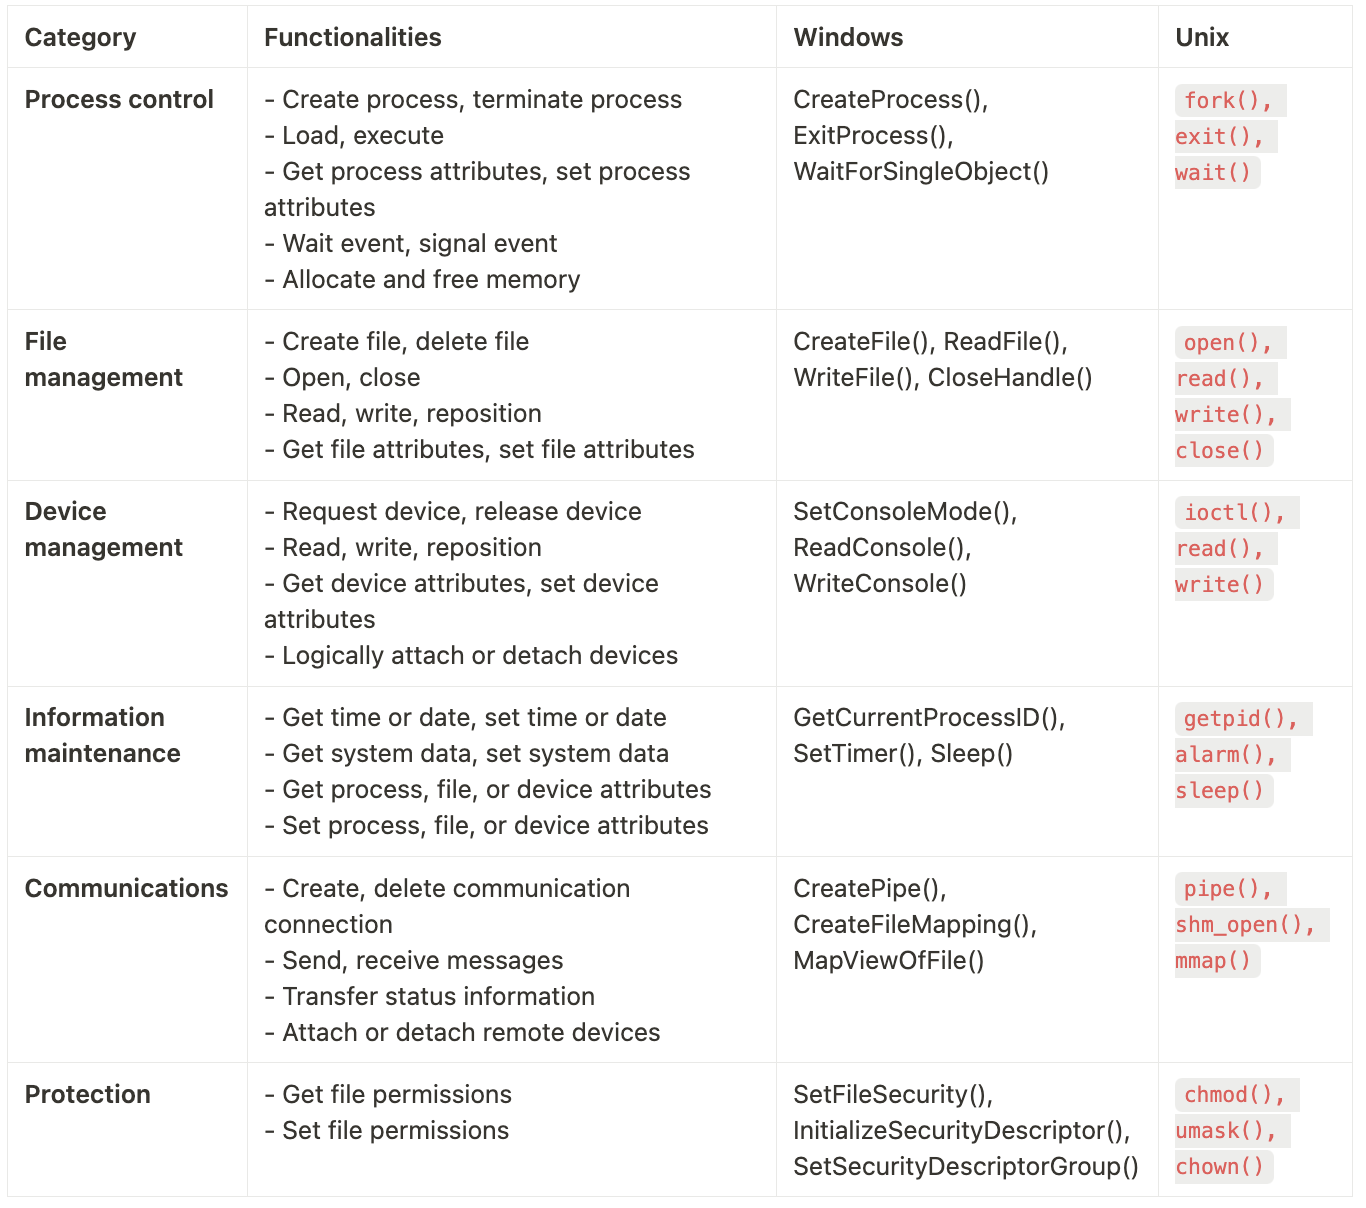 Category
Functionalities
Windows
Unix
Process control
- Create process, terminate process
- Load, execute
- Get process attributes, set process
attributes
- Wait event, signal event
- Allocate and free memory
CreateProcess(),
ExitProcess(),
WaitForSingleObject()
fork(),
exit(),
wait()
File
management
- Create file, delete file
- Open, close
- Read, write, reposition
- Get file attributes, set file attributes
CreateFile(), ReadFile(),
WriteFile(), CloseHandle()
open(),
read(),
write(),
close()
Device
management
- Request device, release device
- Read, write, reposition
- Get device attributes, set device
attributes
- Logically attach or detach devices
SetConsoleMode(),
ReadConsole(),
WriteConsole()
ioctl(),
read(),
write()
Information
maintenance
- Get time or date, set time or date
- Get system data, set system data
- Get process, file, or device attributes
- Set process, file, or device attributes
GetCurrentProcessID(),
SetTimer(), Sleep()
getpid(),
alarm(),
sleep()
Communications
- Create, delete communication
connection
- Send, receive messages
- Transfer status information
- Attach or detach remote devices
CreatePipe(),
CreateFileMapping(),
MapViewOfFile()
pipe(),
shm_open(),
mmap()
Protection
- Get file permissions
- Set file permissions
SetFileSecurity(),
InitializeSecurityDescriptor(),
SetSecurityDescriptorGroup()
chmod(),
umask(),
chown()